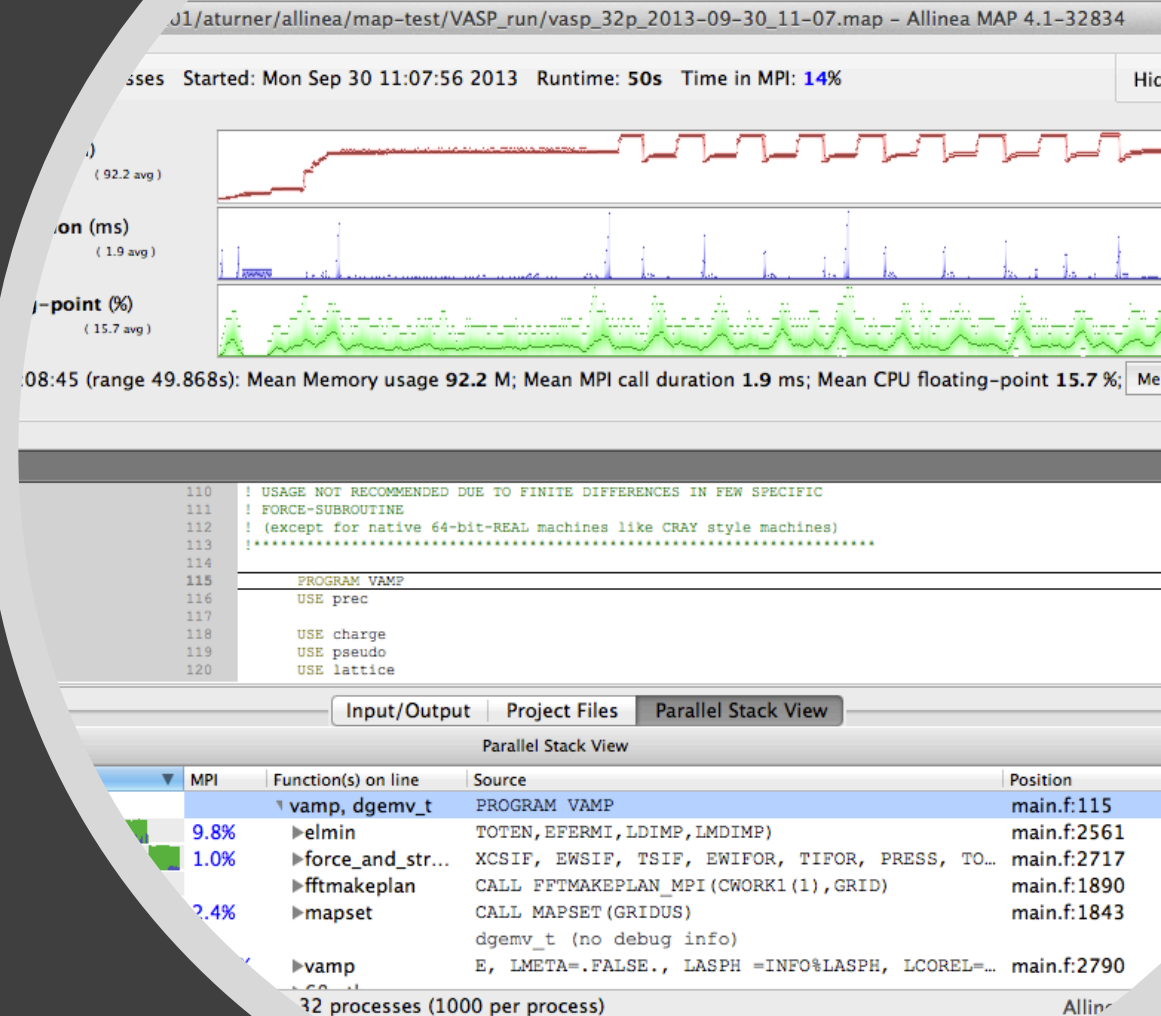 01/aturner/allinea/map-test/VASP_run/vasp_32p_2013-09-30_11-07.map - Allinea MAP 4.1-32834
Started: Mon Sep 30 11:07:56 2013 Runtime: 50s Time in MPI: 14%
( 92.2 avg )
(ms)
( 1.9 avg )
-point (%)
( 15.7 avg )
:08:45 (range 49.868s): Mean Memory usage 92.2 M; Mean MPI call duration 1.9 ms; Mean CPU floating-point 15.7 %; Me
110 ! USAGE NOT RECOMMENDED DUE TO FINITE DIFFERENCES IN FEW SPECIFIC
111 ! FORCE-SUBROUTINE
112 ! (except for native 64-bit-REAL machines like CRAY style machines)
113 !**********************************************************************
114
115 PROGRAM VAMP
116 USE prec
117
118 USE charge
119 USE pseudo
120 USE lattice
Input/Output Project Files Parallel Stack View
Parallel Stack View
MPI Function(s) on line Source Position
vamp, dgemv_t PROGRAM VAMP main.f:115
9.8% elmin TOTEN,EFERMI,LDIMP,LMDIMP) main.f:2561
1.0% force_and_str... XCSIF, EWSIF, TSIF, EWIFOR, TIFOR, PRESS, TO... main.f:2717
fftmakeplan CALL FFTMAKEPLAN_MPI(CWORK1(1),GRID) main.f:1890
2.4% mapset CALL MAPSET(GRIDUS) main.f:1843
dgemv_t (no debug info)
vamp E, LMETA=.FALSE., LASPH =INFO%LASPH, LCOREL=... main.f:2790
32 processes (1000 per process)